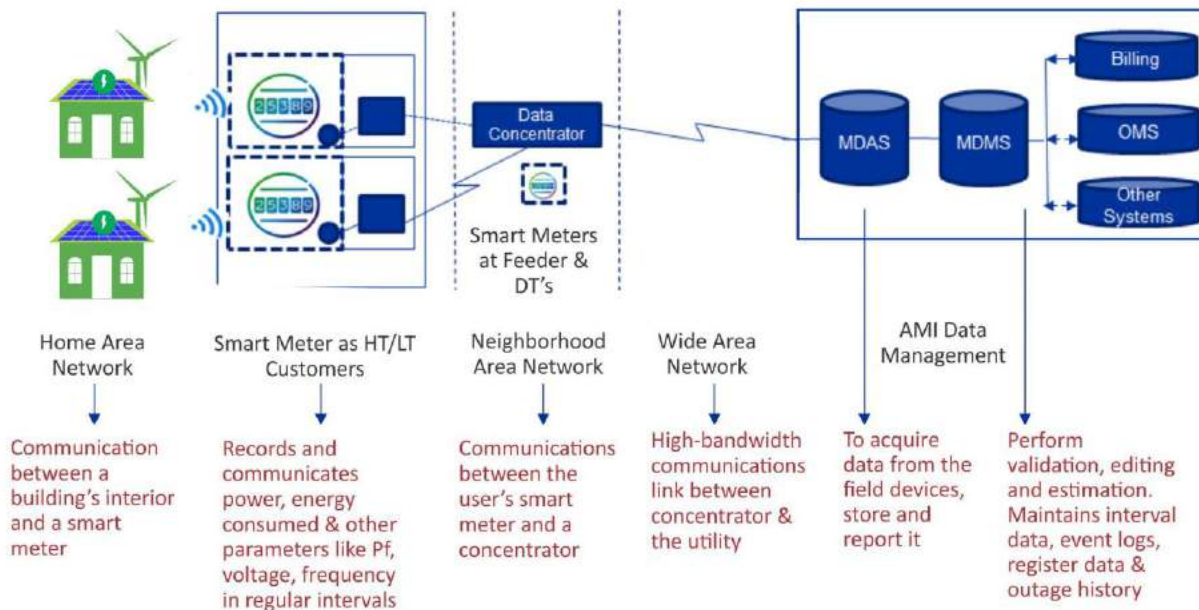 25389
25389
Data
Concentrator
Smart Meters
at Feeder &
DT's
MDAS
MDMS
Billing
OMS
Other
Systems
Home Area
Network
Smart Meter as HT/LT
Customers
Neighborhood
Area Network
Wide Area
Network
AMI Data
Management
Communication
between a
building's interior
and a smart
meter
Records and
communicates
power, energy
consumed & other
parameters like Pf,
voltage, frequency
in regular intervals
Communications
between the
user's smart
meter and a
concentrator
High-bandwidth
communications
link between
concentrator &
the utility
To acquire
data from the
field devices,
store and
report it
Perform
validation, editing
and estimation.
Maintains interval
data, event logs,
register data &
outage history